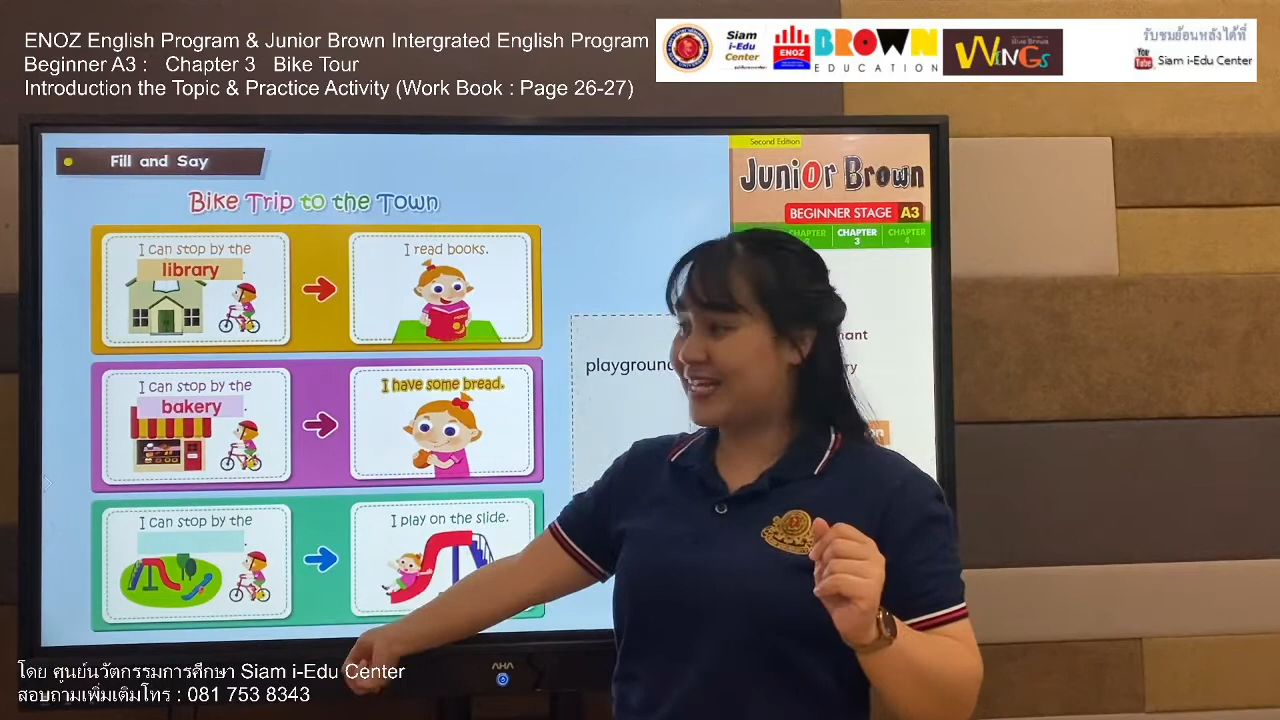 ENOZ English Program & Junior Brown Intergrated English Program
Beginner A3 : Chapter 3 Bike Tour
Introduction the Topic & Practice Activity (Work Book : Page 26-27)
Siam
i-Edu
Center
ENOZ
BROWN
EDUCATION
WINGs
รับชมย้อนหลังได้ที่
You
Tube
Siam i-Edu Center
Fill and Say
Bike Trip to the Town
I can stop by the
library
.
I read books.
I can stop by the
bakery
.
I have some bread.
I can stop by the
.
I play on the slide.
Second Edition
Junior Brown
BEGINNER STAGE A3
CHAPTER
CHAPTER
3
CHAPTER
4
playground
AHA
โดย ศูนย์นวัตกรรมการศึกษา Siam i-Edu Center
สอบถามเพิ่มเติมโทร : 081 753 8343